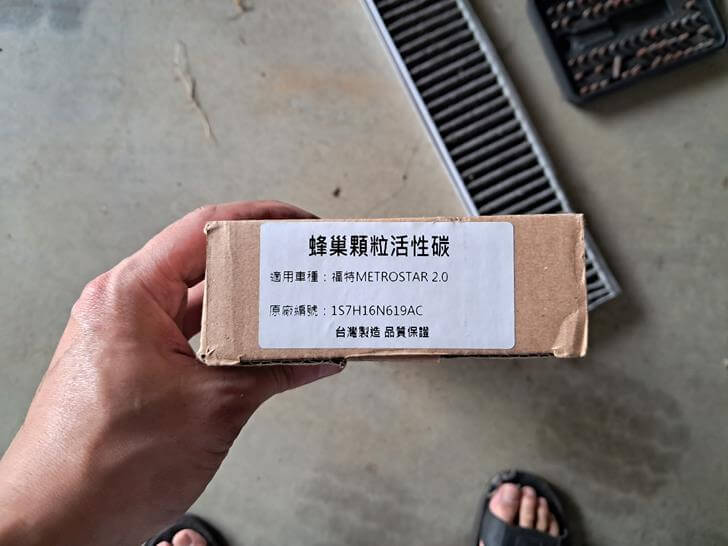 蜂巢顆粒活性碳
適用車種：福特METROSTAR 2.0
原廠編號：1S7H16N619AC
台灣製造 品質保證